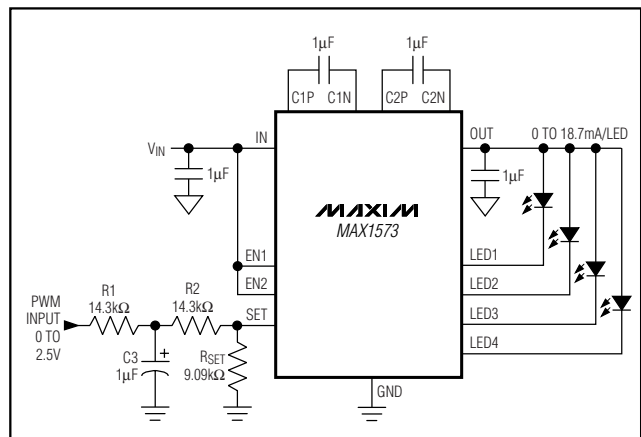 1μF
1μF
C1P C1N C2P C2N
VIN IN OUT 0 TO 18.7mA/LED
1μF 1μF
MAXIM
MAX1573
EN1 LED1
EN2 LED2
R1 R2
14.3kΩ 14.3kΩ
PWM
INPUT
0 TO
2.5V
SET LED3
C3 +
1μF
RSET
9.09kΩ
LED4
GND